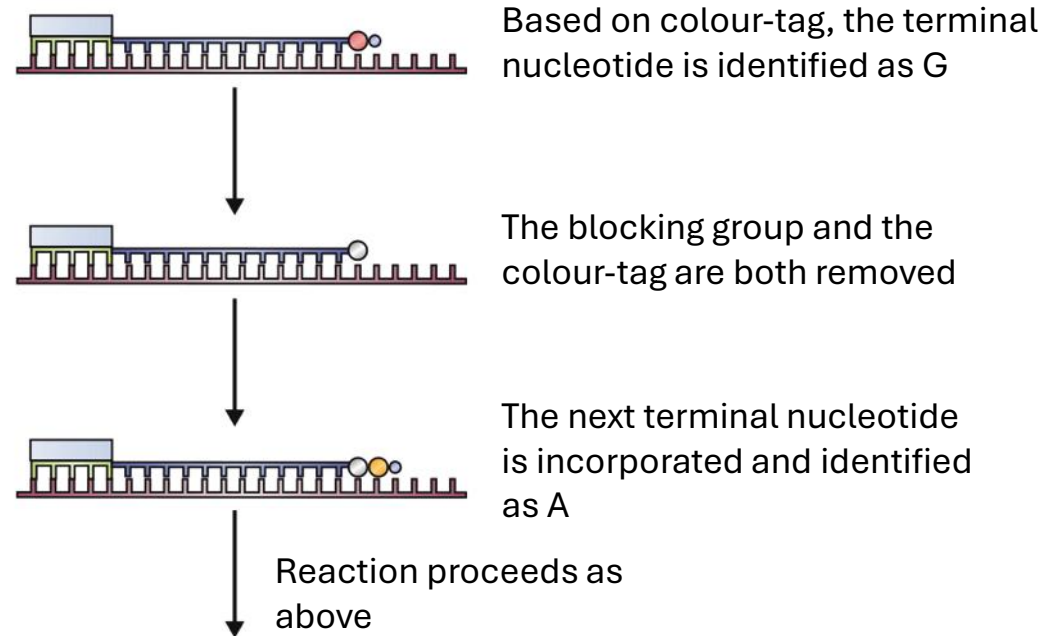 Based on colour-tag, the terminal
nucleotide is identified as G
The blocking group and the
colour-tag are both removed
The next terminal nucleotide
is incorporated and identified
as A
Reaction proceeds as
above